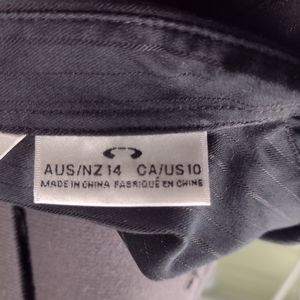 AUS/NZ 14 CA/US 10
MADE IN CHINA FABRIQUÉ EN CHINE